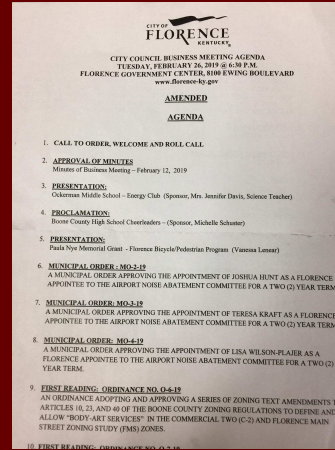 CITY OF
FLORENCE
KENTUCKY
CITY COUNCIL BUSINESS MEETING AGENDA
TUESDAY, FEBRUARY 26, 2019 @ 6:30 P.M.
FLORENCE GOVERNMENT CENTER, 8100 EWING BOULEVARD
www.florence-ky.gov
AMENDED
AGENDA
1. CALL TO ORDER, WELCOME AND ROLL CALL
2. APPROVAL OF MINUTES
Minutes of Business Meeting – February 12, 2019
3. PRESENTATION:
Ockerman Middle School – Energy Club (Sponsor, Mrs. Jennifer Davis, Science Teacher)
4. PROCLAMATION:
Boone County High School Cheerleaders – (Sponsor, Michelle Schuster)
5. PRESENTATION:
Paula Nye Memorial Grant - Florence Bicycle/Pedestrian Program (Vanessa Lenear)
6. MUNICIPAL ORDER: MO-2-19
A MUNICIPAL ORDER APPROVING THE APPOINTMENT OF JOSHUA HUNT AS A FLORENCE
APPOINTEE TO THE AIRPORT NOISE ABATEMENT COMMITTEE FOR A TWO (2) YEAR TERM
7. MUNICIPAL ORDER: MO-3-19
A MUNICIPAL ORDER APPROVING THE APPOINTMENT OF TERESA KRAFT AS A FLORENCE
APPOINTEE TO THE AIRPORT NOISE ABATEMENT COMMITTEE FOR A TWO (2) YEAR TERM
8. MUNICIPAL ORDER: MO-4-19
A MUNICIPAL ORDER APPROVING THE APPOINTMENT OF LISA WILSON-PLAJER AS A
FLORENCE APPOINTEE TO THE AIRPORT NOISE ABATEMENT COMMITTEE FOR A TWO (2)
YEAR TERM.
9. FIRST READING: ORDINANCE NO. O-6-19
AN ORDINANCE ADOPTING AND APPROVING A SERIES OF ZONING TEXT AMENDMENTS T
ARTICLES 10, 23, AND 40 OF THE BOONE COUNTY ZONING REGULATIONS TO DEFINE AND
ALLOW "BODY-ART SERVICES" IN THE COMMERCIAL TWO (C-2) AND FLORENCE MAIN
STREET ZONING STUDY (FMS) ZONES.
10. FIRST READING: ORDINANCE NO. O-7-19